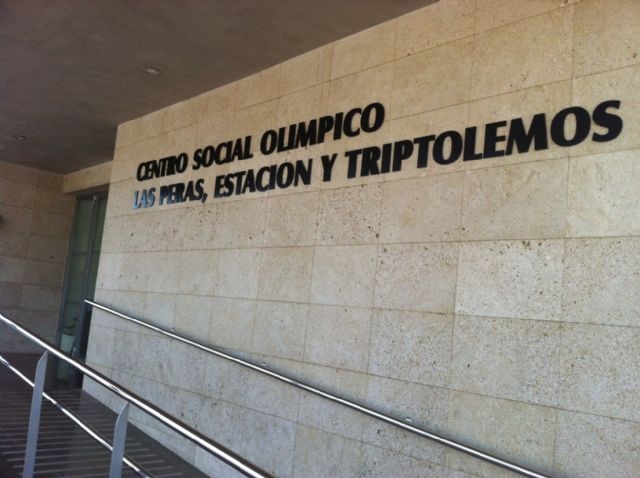 CENTRO SOCIAL OLIMPICO
LAS PERAS, ESTACION Y TRIPTOLEMOS